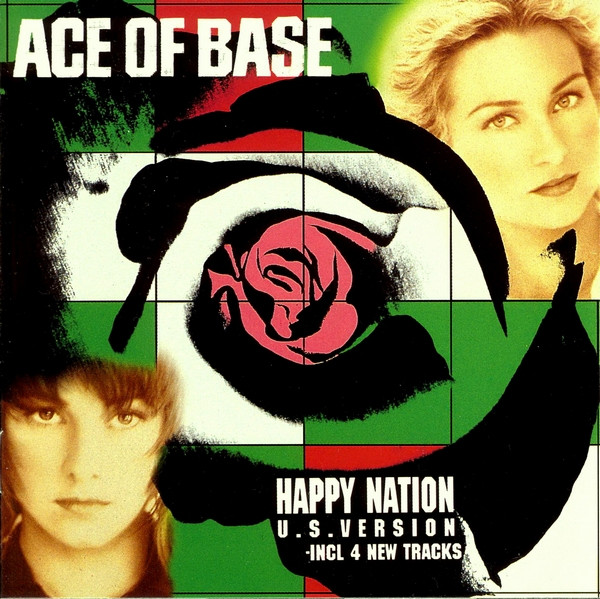 ACE OF BASE
HAPPY NATION
U.S.VERSION
-INCL 4 NEW TRACKS